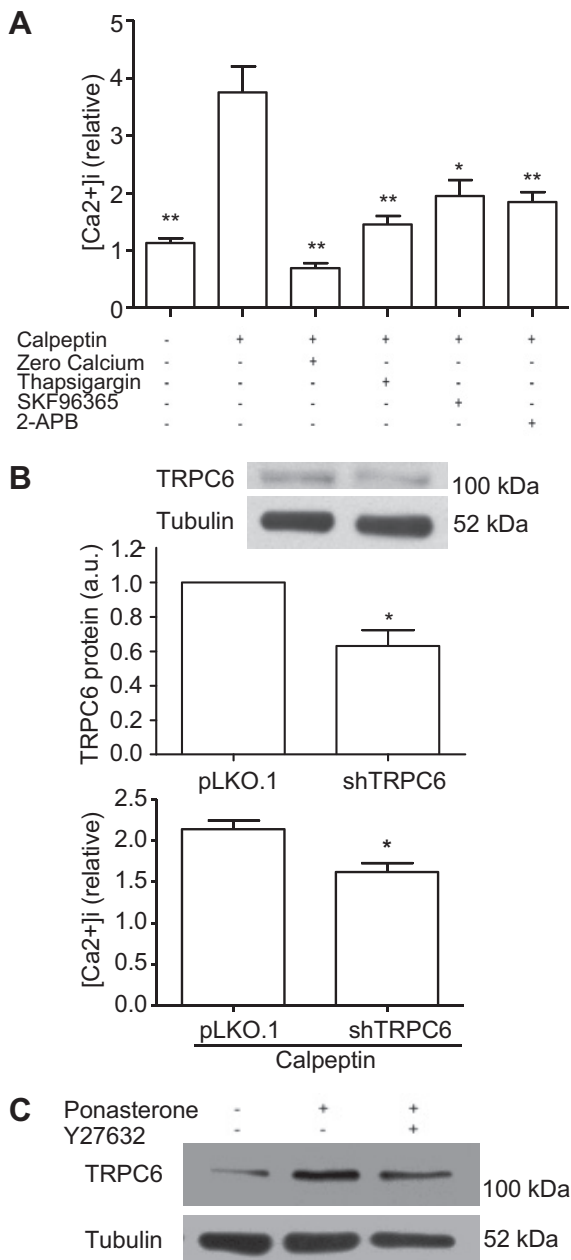 A
[Ca2+]i (relative)
5
4
3
2
1
0
**
**
**
*
**
Calpeptin - + + + + +
Zero Calcium - - + - - -
Thapsigargin - - - + - -
SKF96365 - - - - + -
2-APB - - - - - +
B
TRPC6 100 kDa
Tubulin 52 kDa
TRPC6 protein (a.u.)
1.2
1.0
0.8
0.6
0.4
0.2
0.0
*
pLKO.1 shTRPC6
[Ca2+]i (relative)
2.5
2.0
1.5
1.0
0.5
0.0
*
pLKO.1 shTRPC6
Calpeptin
C
Ponasterone - + +
Y27632 - - +
TRPC6 100 kDa
Tubulin 52 kDa